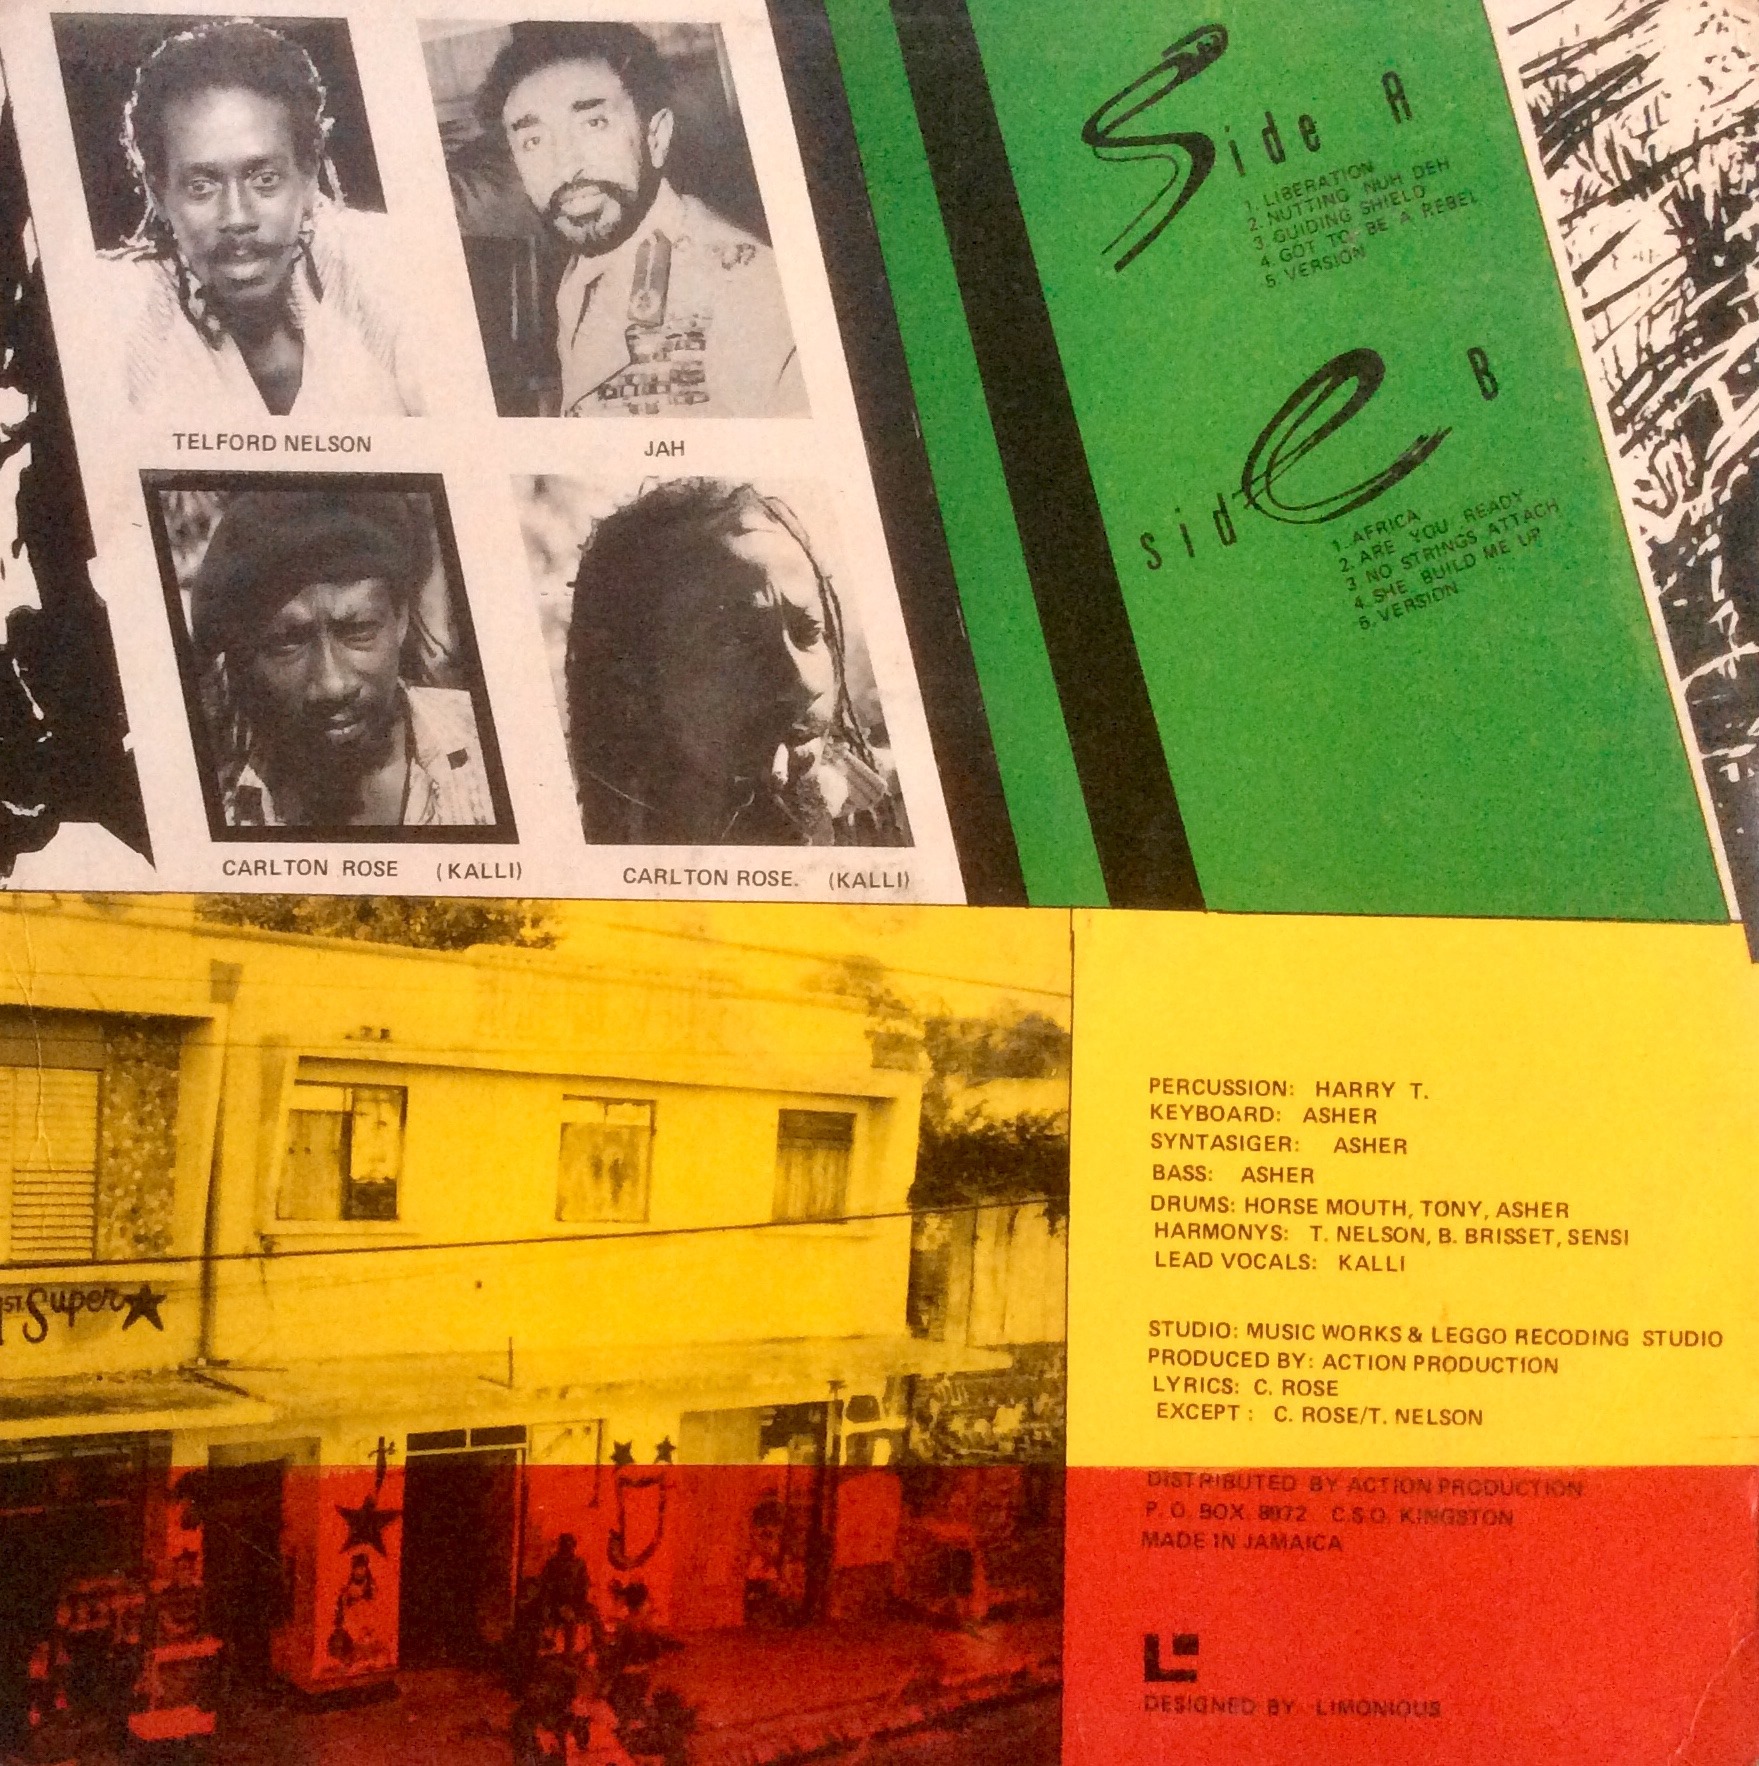 TELFORD NELSON
JAH
CARLTON ROSE (KALLI)
CARLTON ROSE. (KALLI)
Side A
1. LIBERATION
2. NUTTING NUH DEH
3. GUIDING SHIELD
4. GOT TO BE A REBEL
5. VERSION
sidE B
1. AFRICA
2. ARE YOU READY
3. NO STRINGS ATTACH
4. SHE BUILD ME UP
5. VERSION
ST. Super
PERCUSSION: HARRY T.
KEYBOARD: ASHER
SYNTASIGER: ASHER
BASS: ASHER
DRUMS: HORSE MOUTH, TONY, ASHER
HARMONYS: T. NELSON, B. BRISSET, SENSI
LEAD VOCALS: KALLI
STUDIO: MUSIC WORKS & LEGGO RECODING STUDIO
PRODUCED BY: ACTION PRODUCTION
LYRICS: C. ROSE
EXCEPT : C. ROSE/T. NELSON
DISTRIBUTED BY ACTION PRODUCTION
P. O. BOX 8972 C.S.O. KINGSTON
MADE IN JAMAICA
DESIGNED BY LIMONIOUS